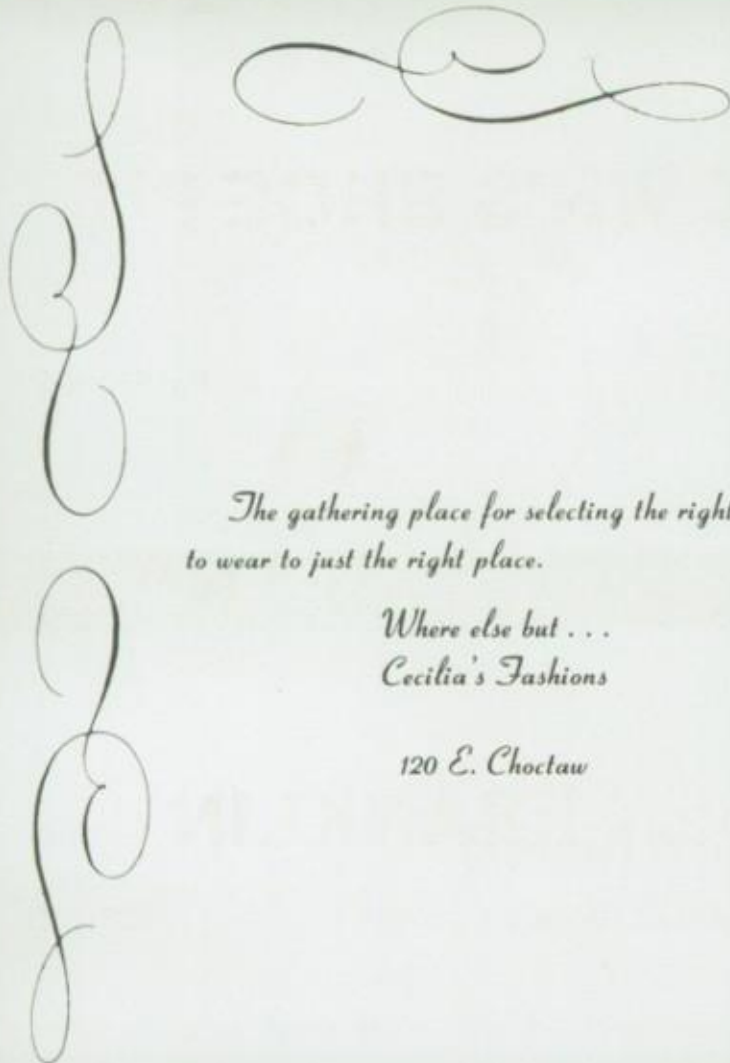 The gathering place for selecting the right
to wear to just the right place.
Where else but . . .
Cecilia's Fashions
120 E. Choctaw